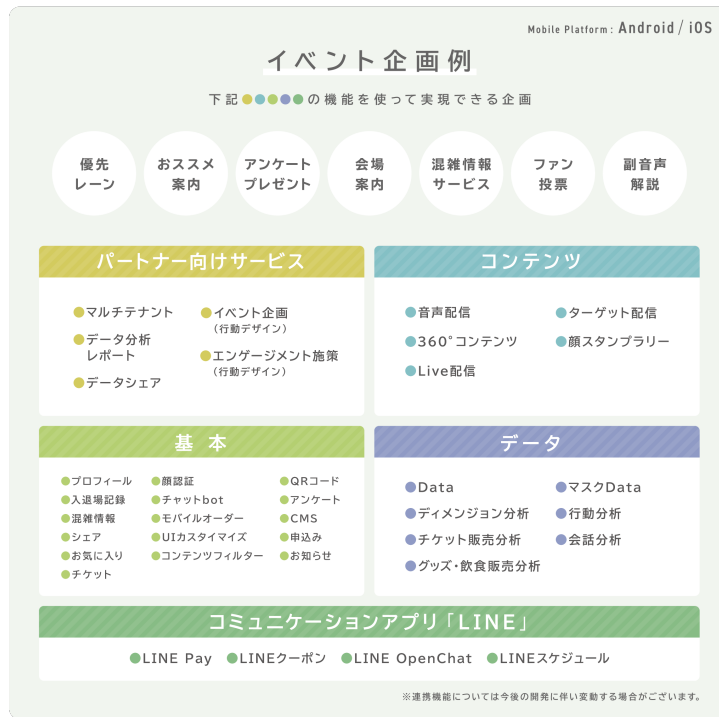 Mobile Platform : Android / iOS
イベント企画例
下記●●●●●の機能を使って実現できる企画
優先
レーン
おススメ
案内
アンケート
プレゼント
会場
案内
混雑情報
サービス
ファン
投票
副音声
解説
パートナー向けサービス
●マルチテナント
●データ分析
レポート
●データシェア
●イベント企画
（行動デザイン）
●エンゲージメント施策
（行動デザイン）
コンテンツ
●音声配信
●360°コンテンツ
●Live配信
●ターゲット配信
●顔スタンプラリー
基 本
●プロフィール
●入退場記録
●混雑情報
●シェア
●お気に入り
●チケット
●顔認証
●チャットbot
●モバイルオーダー
●UIカスタイマイズ
●コンテンツフィルター
●QRコード
●アンケート
●CMS
●申込み
●お知らせ
データ
●Data
●ディメンジョン分析
●チケット販売分析
●グッズ・飲食販売分析
●マスクData
●行動分析
●会話分析
コミュニケーションアプリ「LINE」
●LINE Pay ●LINEクーポン ●LINE OpenChat ●LINEスケジュール
※連携機能については今後の開発に伴い変動する場合がございます。